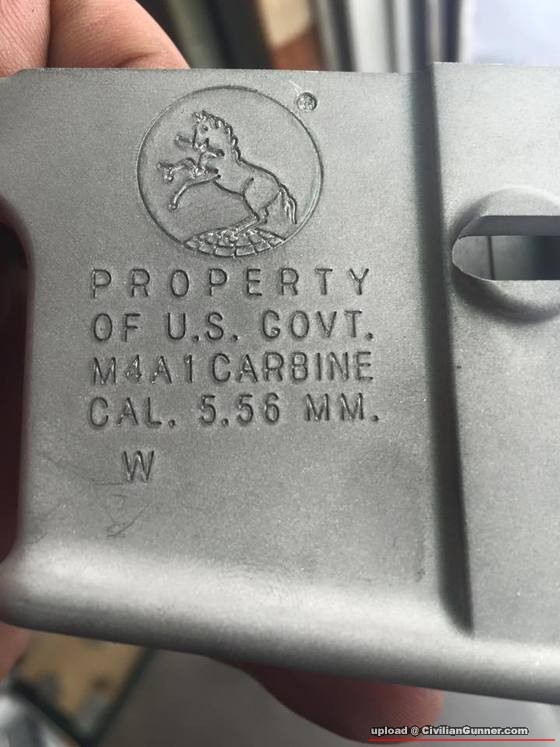 ®
PROPERTY
OF U.S. GOVT.
M4A1 CARBINE
CAL. 5.56 MM.
W
upload @ CivilianGunner.com